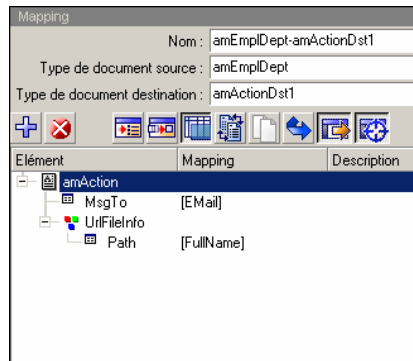 Mapping
Nom : amEmplDept-amActionDst1
Type de document source : amEmplDept
Type de document destination : amActionDst1
Elément Mapping Description
amAction
MsgTo [EMail]
UrlFileInfo
Path [FullName]